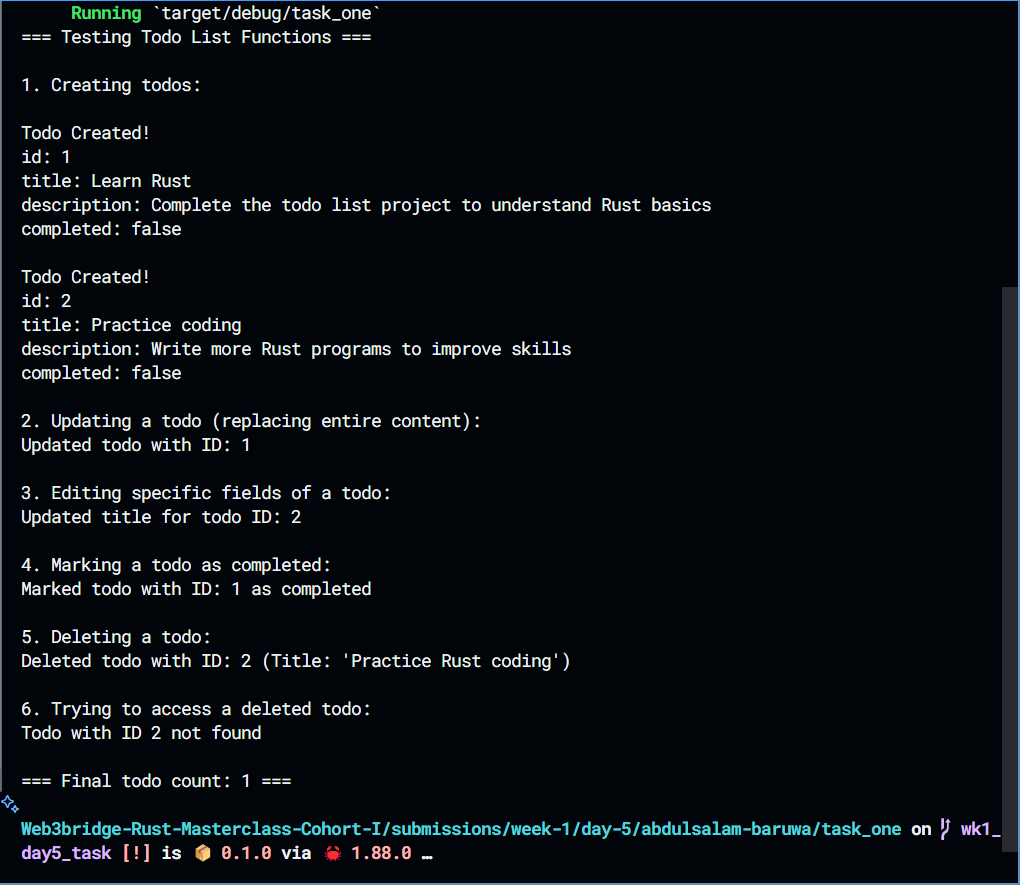 Running `target/debug/task_one`
=== Testing Todo List Functions ===
1. Creating todos:
Todo Created!
id: 1
title: Learn Rust
description: Complete the todo list project to understand Rust basics
completed: false
Todo Created!
id: 2
title: Practice coding
description: Write more Rust programs to improve skills
completed: false
2. Updating a todo (replacing entire content):
Updated todo with ID: 1
3. Editing specific fields of a todo:
Updated title for todo ID: 2
4. Marking a todo as completed:
Marked todo with ID: 1 as completed
5. Deleting a todo:
Deleted todo with ID: 2 (Title: 'Practice Rust coding')
6. Trying to access a deleted todo:
Todo with ID 2 not found
=== Final todo count: 1 ===
Web3bridge-Rust-Masterclass-Cohort-I/submissions/week-1/day-5/abdulsalam-baruwa/task_one on wk1_
day5_task [!] is 📦 0.1.0 via 🦀 1.88.0 …